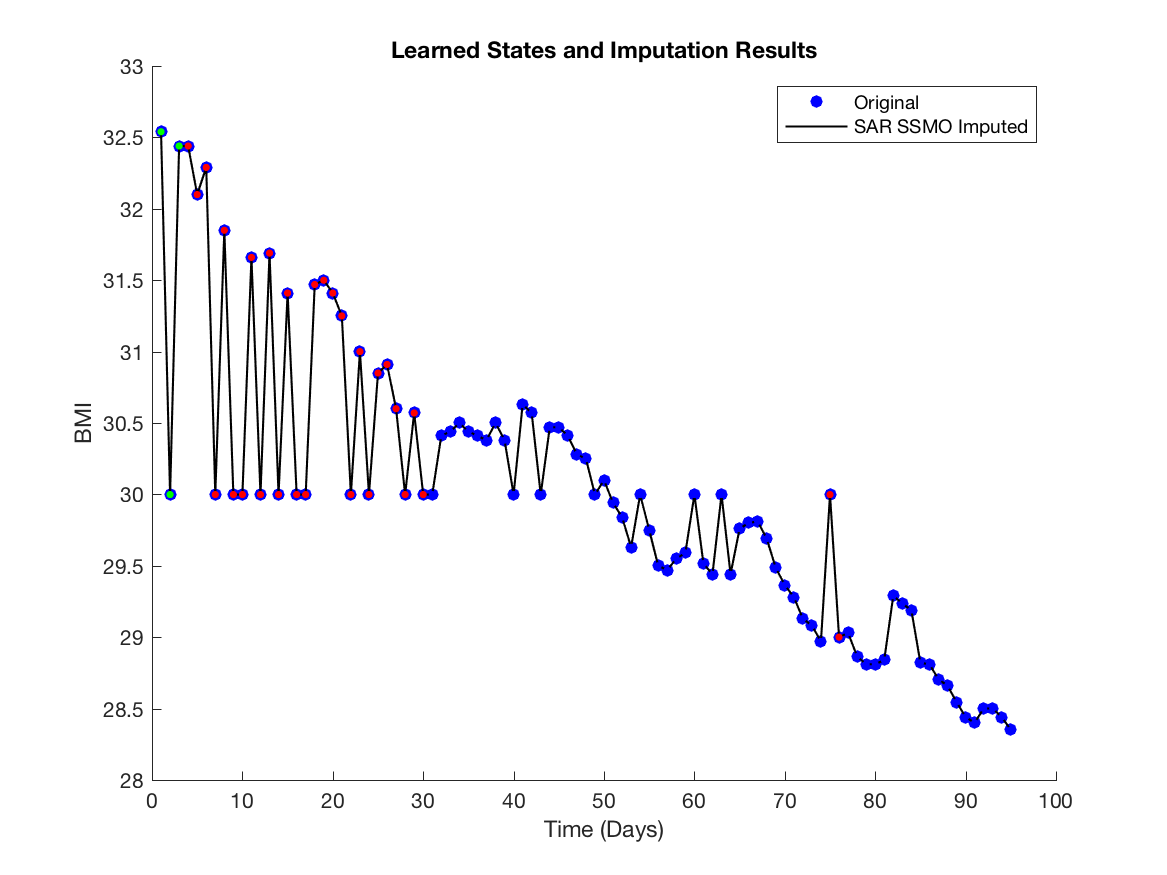 Learned States and Imputation Results
Original
SAR SSMO Imputed
BMI
33
32.5
32
31.5
31
30.5
30
29.5
29
28.5
28
0 10 20 30 40 50 60 70 80 90 100
Time (Days)